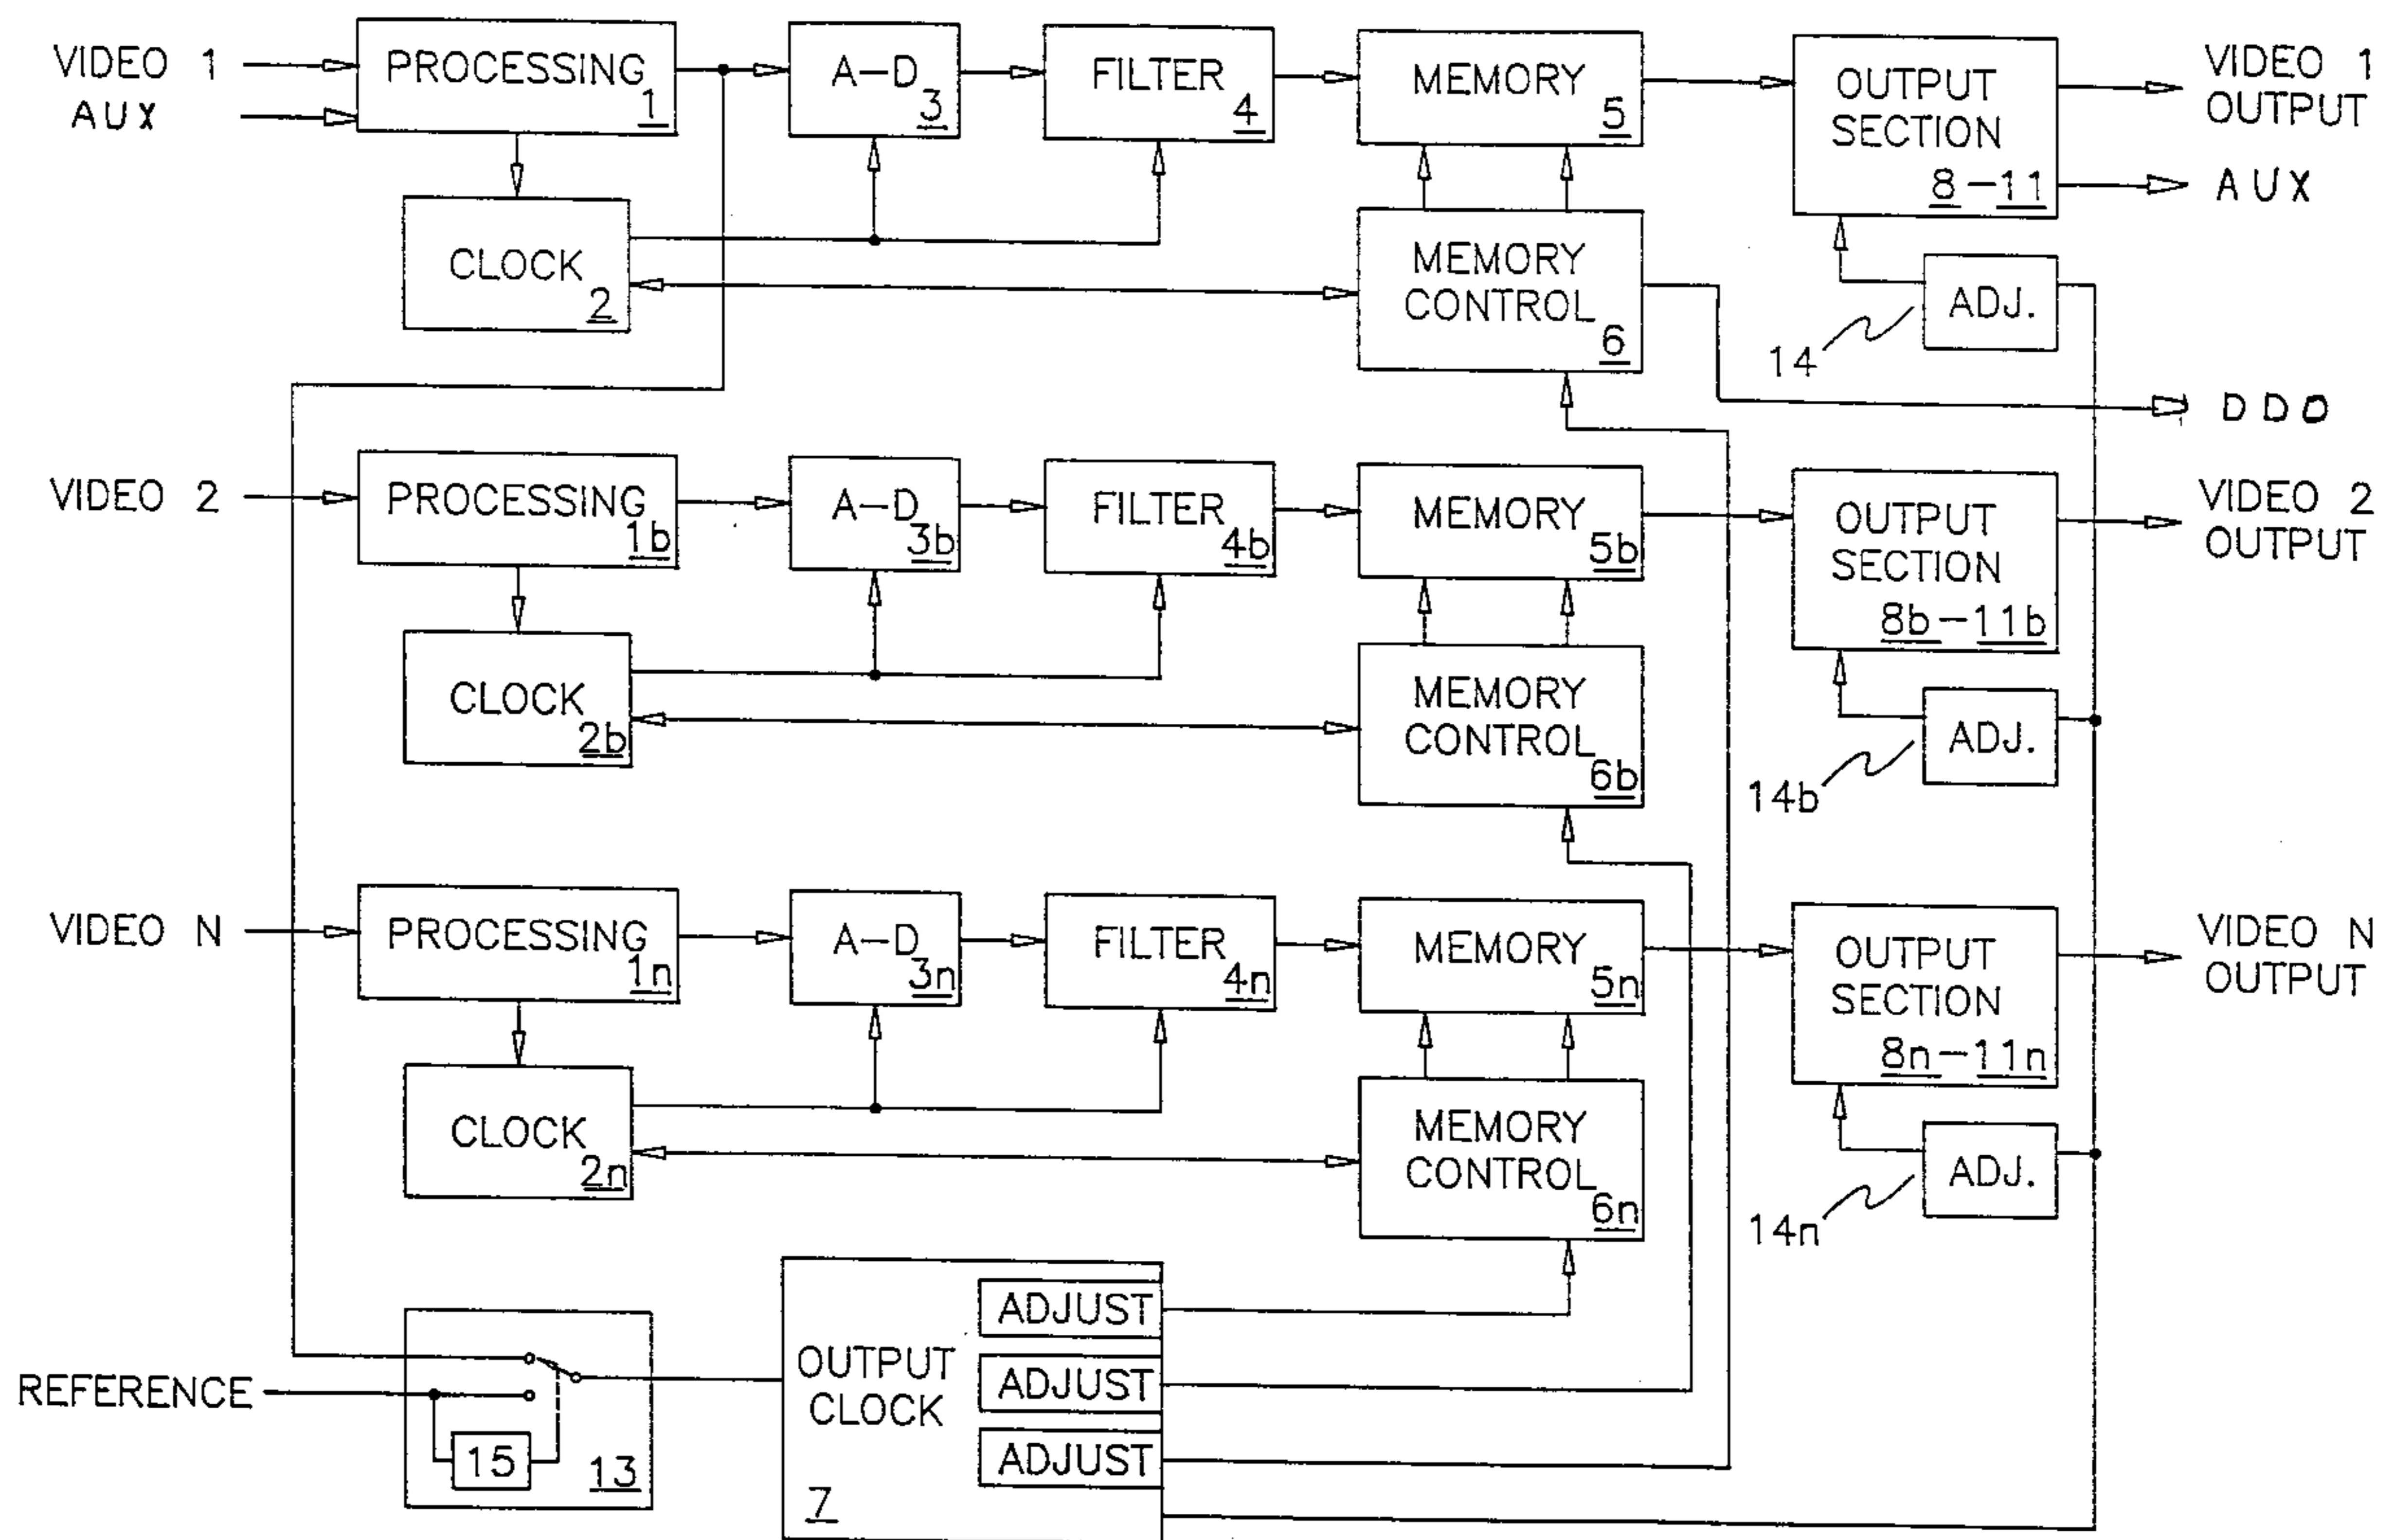 VIDEO 1
AUX
PROCESSING
1
A-D
3
FILTER
4
MEMORY
5
OUTPUT
SECTION
8-11
VIDEO 1
OUTPUT
AUX
CLOCK
2
MEMORY
CONTROL
6
ADJ.
14
DDO
VIDEO 2
PROCESSING
1b
A-D
3b
FILTER
4b
MEMORY
5b
OUTPUT
SECTION
8b-11b
VIDEO 2
OUTPUT
CLOCK
2b
MEMORY
CONTROL
6b
ADJ.
14b
VIDEO N
PROCESSING
1n
A-D
3n
FILTER
4n
MEMORY
5n
OUTPUT
SECTION
8n-11n
VIDEO N
OUTPUT
CLOCK
2n
MEMORY
CONTROL
6n
ADJ.
14n
REFERENCE
15
13
OUTPUT
CLOCK
7
ADJUST
ADJUST
ADJUST